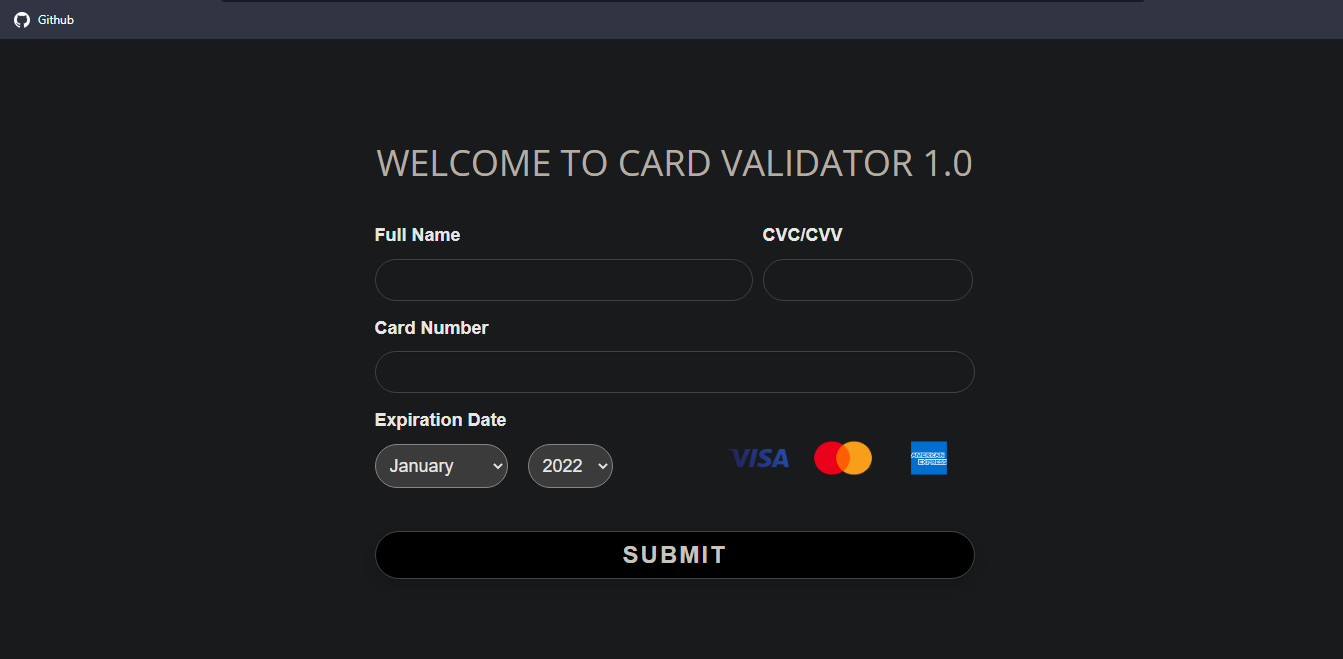 Github
WELCOME TO CARD VALIDATOR 1.0
Full Name CVC/CVV
Card Number
Expiration Date
January 2022 VISA AMERICAN
EXPRESS
SUBMIT